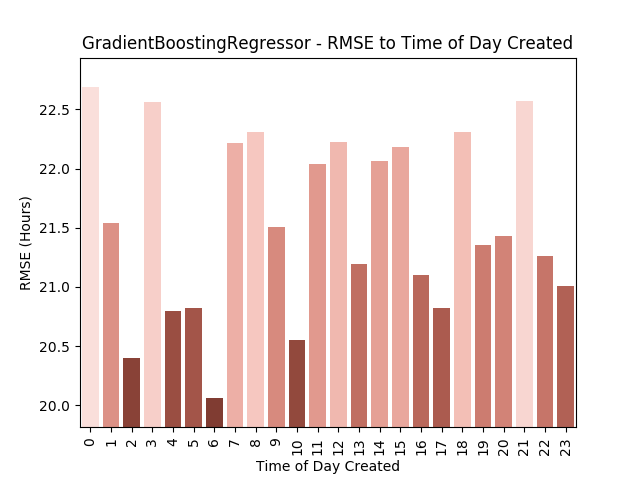 GradientBoostingRegressor - RMSE to Time of Day Created
RMSE (Hours)
22.5
22.0
21.5
21.0
20.5
20.0
0 1 2 3 4 5 6 7 8 9 10 11 12 13 14 15 16 17 18 19 20 21 22 23
Time of Day Created